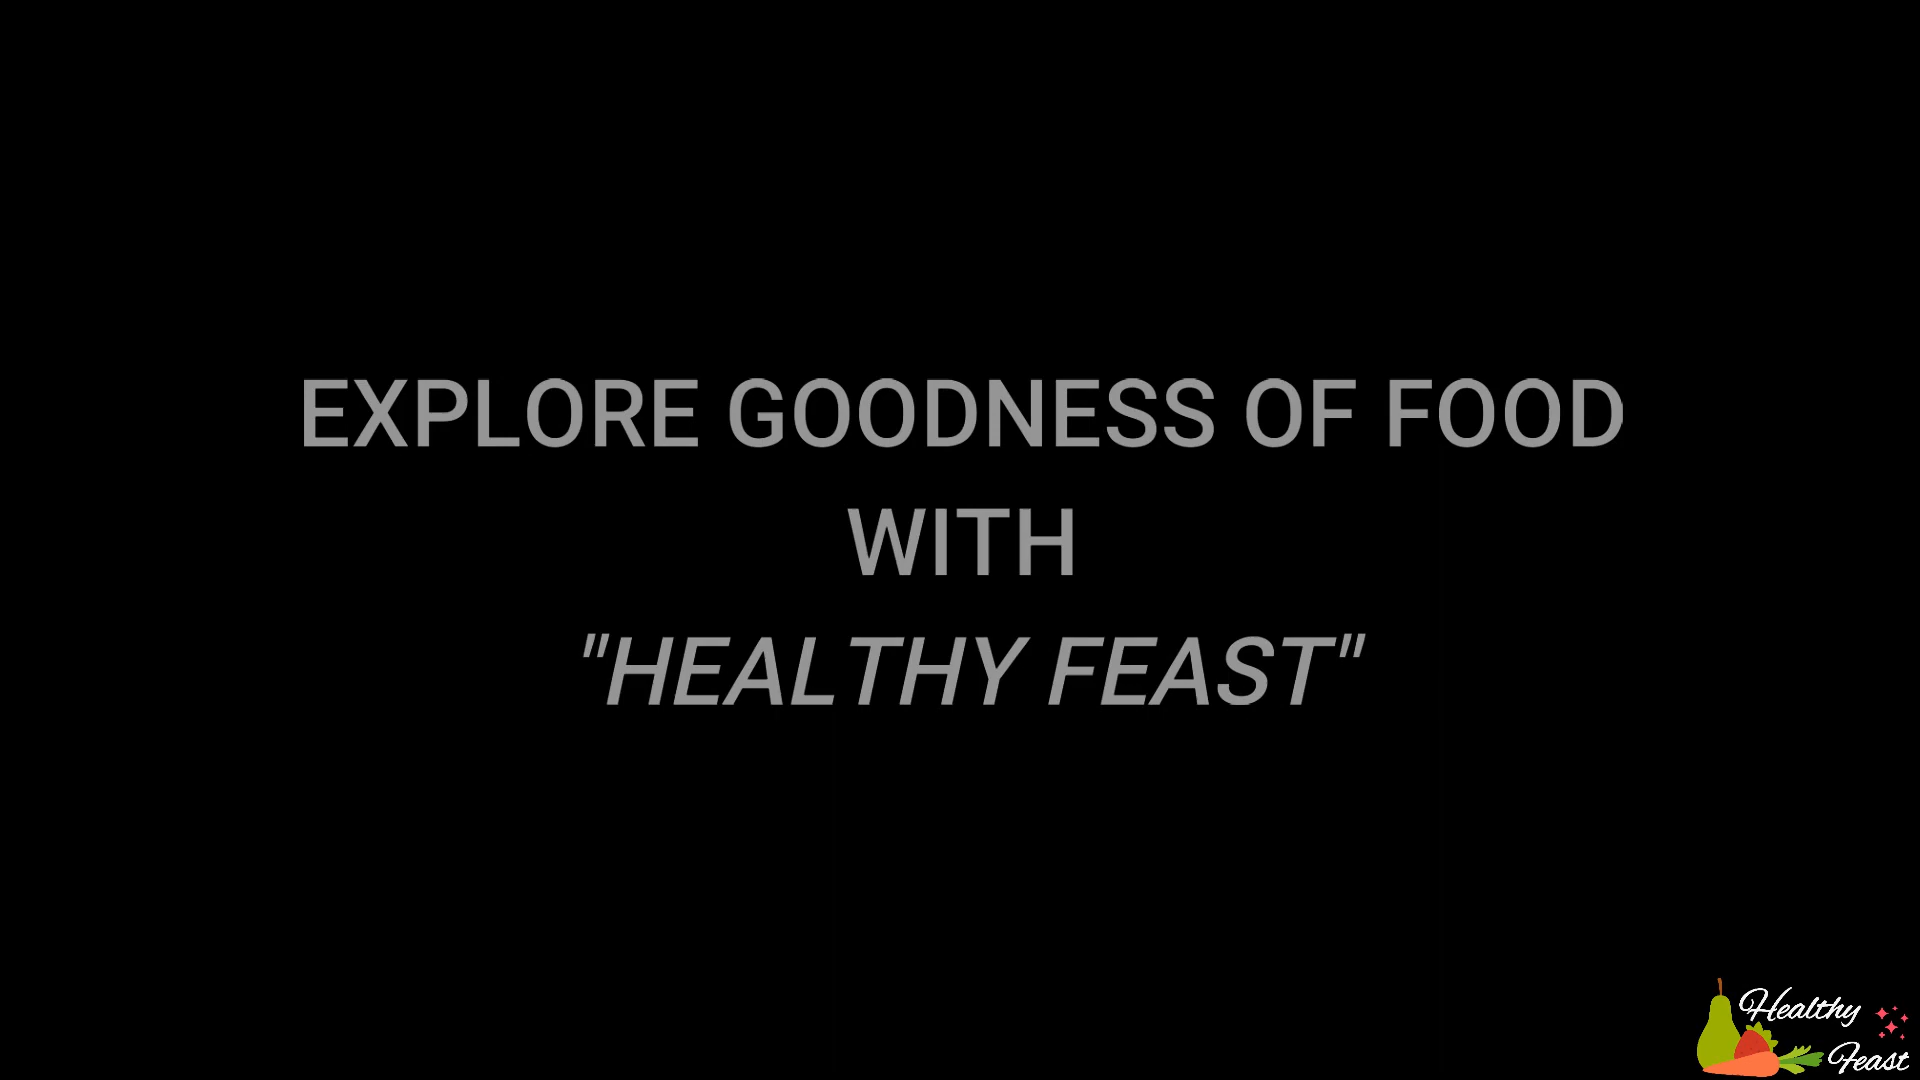 EXPLORE GOODNESS OF FOOD
WITH
"HEALTHY FEAST"
Healthy
Feast